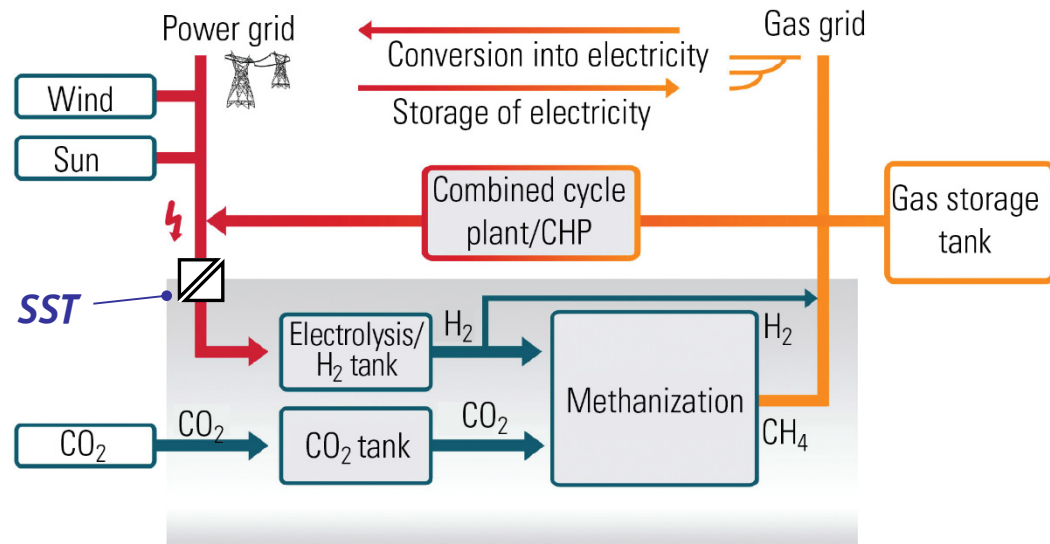 Power grid
Conversion into electricity
Gas grid
Wind
Storage of electricity
Sun
Combined cycle
plant/CHP
Gas storage
tank
SST
Electrolysis/
H₂ tank
H₂
H₂
Methanization
CO₂
CO₂
CO₂ tank
CO₂
CH₄